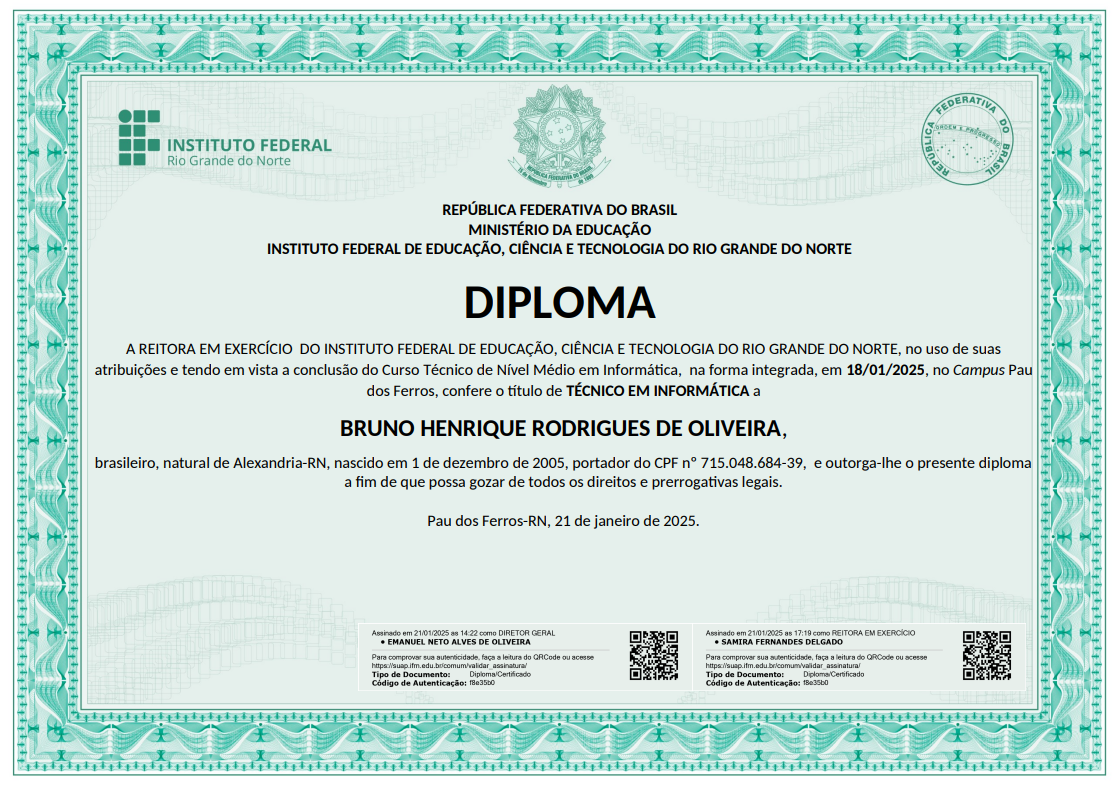 INSTITUTO FEDERAL
Rio Grande do Norte
REPÚBLICA FEDERATIVA DO BRASIL
15 de Novembro
de 1889
REPÚBLICA FEDERATIVA DO BRASIL
ORDEM E PROGRESSO
REPÚBLICA FEDERATIVA DO BRASIL
MINISTÉRIO DA EDUCAÇÃO
INSTITUTO FEDERAL DE EDUCAÇÃO, CIÊNCIA E TECNOLOGIA DO RIO GRANDE DO NORTE
DIPLOMA
A REITORA EM EXERCÍCIO  DO INSTITUTO FEDERAL DE EDUCAÇÃO, CIÊNCIA E TECNOLOGIA DO RIO GRANDE DO NORTE, no uso de suas
atribuições e tendo em vista a conclusão do Curso Técnico de Nível Médio em Informática,  na forma integrada, em 18/01/2025, no Campus Pau
dos Ferros, confere o título de TÉCNICO EM INFORMÁTICA a
BRUNO HENRIQUE RODRIGUES DE OLIVEIRA,
brasileiro, natural de Alexandria-RN, nascido em 1 de dezembro de 2005, portador do CPF nº 715.048.684-39,  e outorga-lhe o presente diploma
a fim de que possa gozar de todos os direitos e prerrogativas legais.
Pau dos Ferros-RN, 21 de janeiro de 2025.
Assinado em 21/01/2025 as 14:22 como DIRETOR GERAL
• EMANUEL NETO ALVES DE OLIVEIRA
Para comprovar sua autenticidade, faça a leitura do QRCode ou acesse
https://suap.ifrn.edu.br/comum/validar_assinatura/
Tipo de Documento: Diploma/Certificado
Código de Autenticação: f8e35b0
Assinado em 21/01/2025 as 17:19 como REITORA EM EXERCÍCIO
• SAMIRA FERNANDES DELGADO
Para comprovar sua autenticidade, faça a leitura do QRCode ou acesse
https://suap.ifrn.edu.br/comum/validar_assinatura/
Tipo de Documento: Diploma/Certificado
Código de Autenticação: f8e35b0